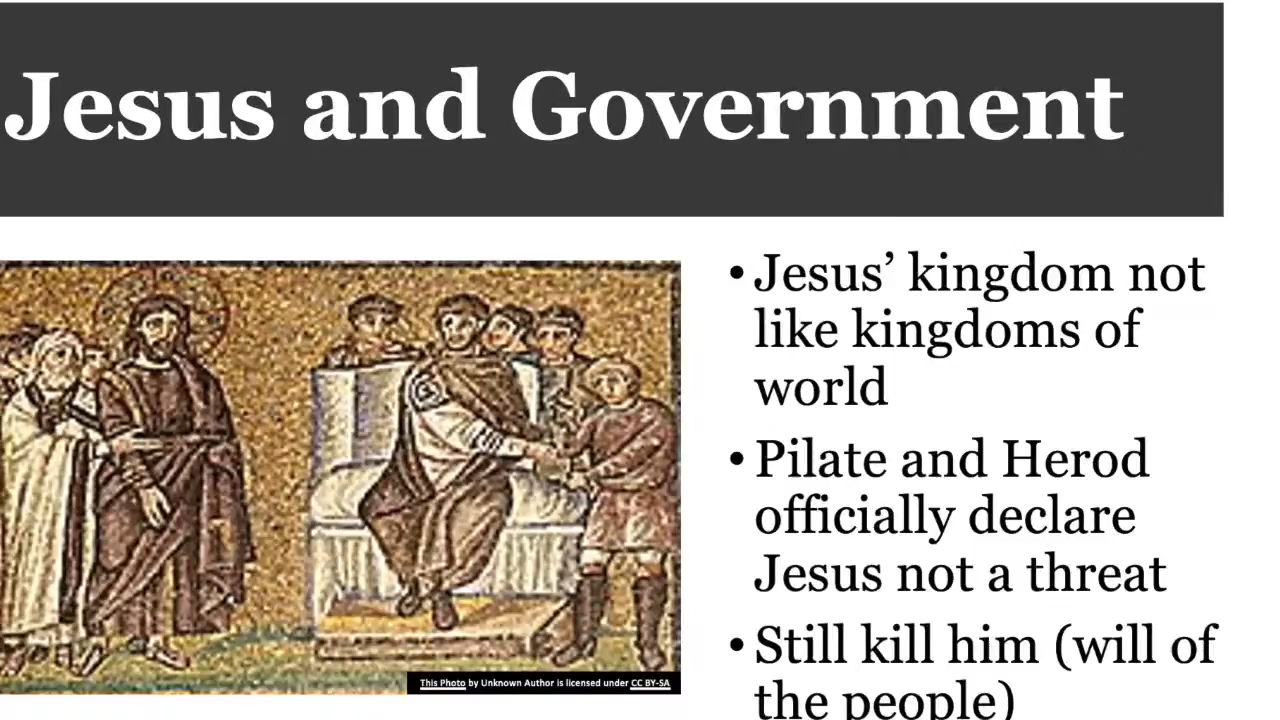 Jesus and Government
• Jesus’ kingdom not
like kingdoms of
world
• Pilate and Herod
officially declare
Jesus not a threat
• Still kill him (will of
the people)
This Photo by Unknown Author is licensed under CC BY-SA